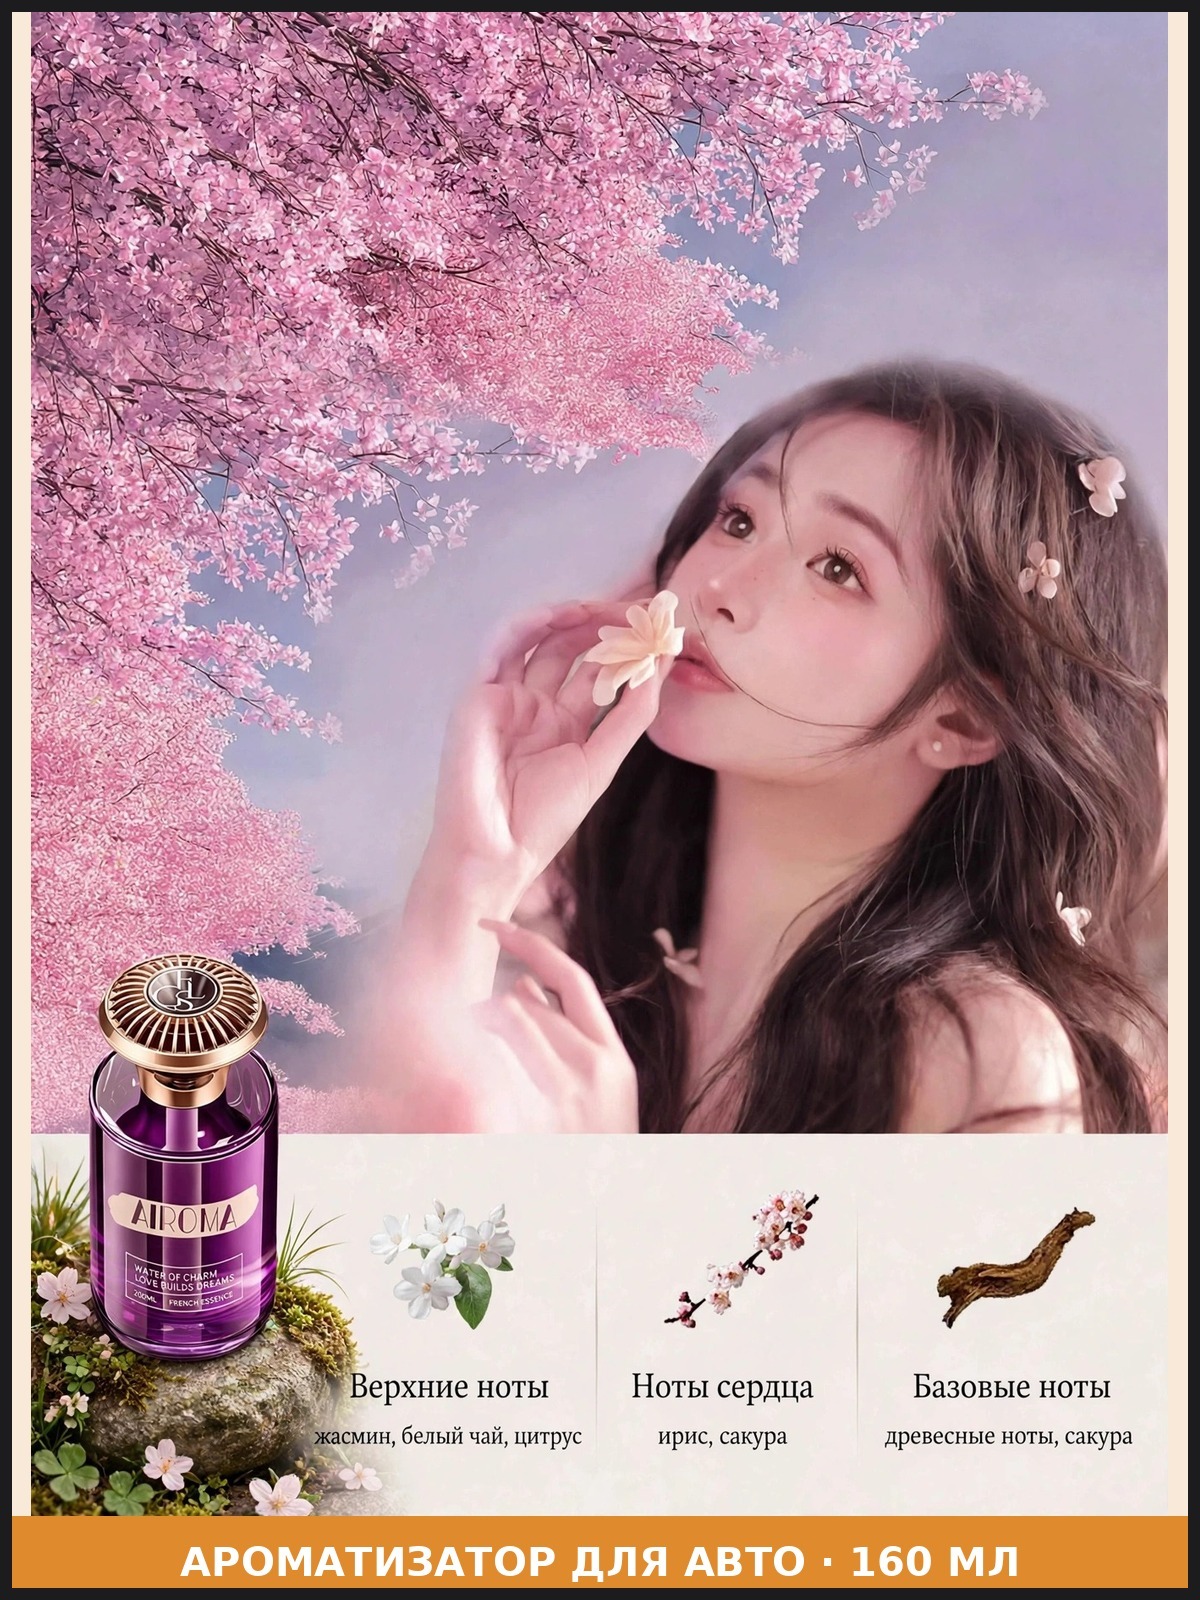 AIROMA
WATER OF CHARM
LOVE BUILDS DREAMS
200ML FRENCH ESSENCE
Верхние ноты
жасмин, белый чай, цитрус
Ноты сердца
ирис, сакура
Базовые ноты
древесные ноты, сакура
АРОМАТИЗАТОР ДЛЯ АВТО · 160 МЛ